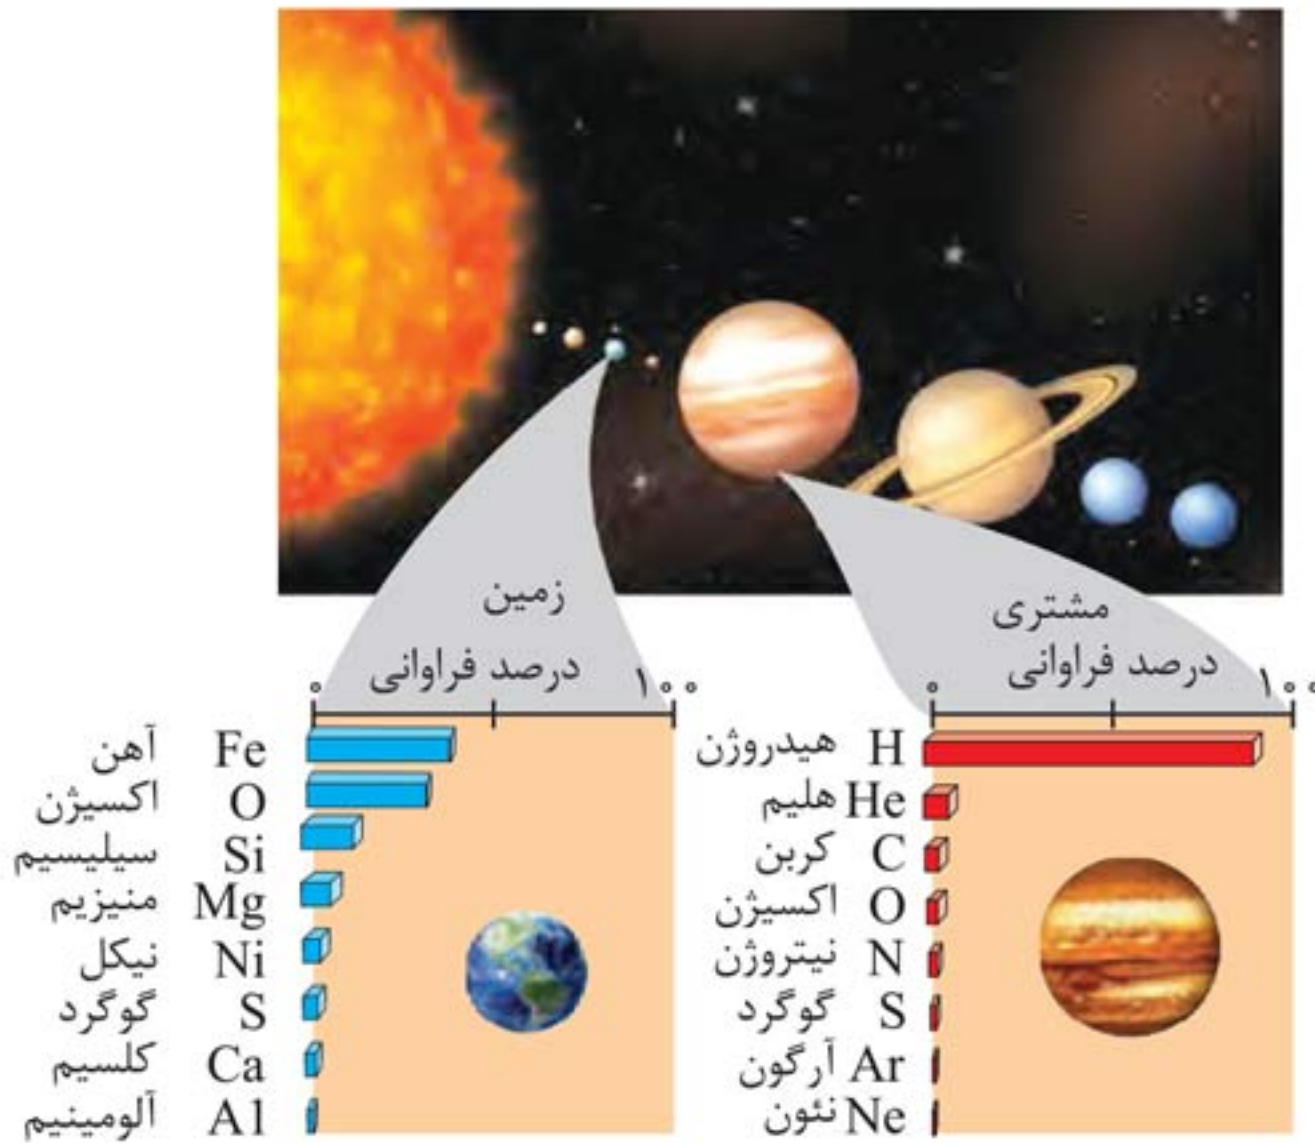 زمین
درصد فراوانی
۰ ۱۰۰
آهن Fe
اکسیژن O
سیلیسیم Si
منیزیم Mg
نیکل Ni
گوگرد S
کلسیم Ca
آلومینیم Al
مشتری
درصد فراوانی
۰ ۱۰۰
هیدروژن H
هلیم He
کربن C
اکسیژن O
نیتروژن N
گوگرد S
آرگون Ar
نئون Ne